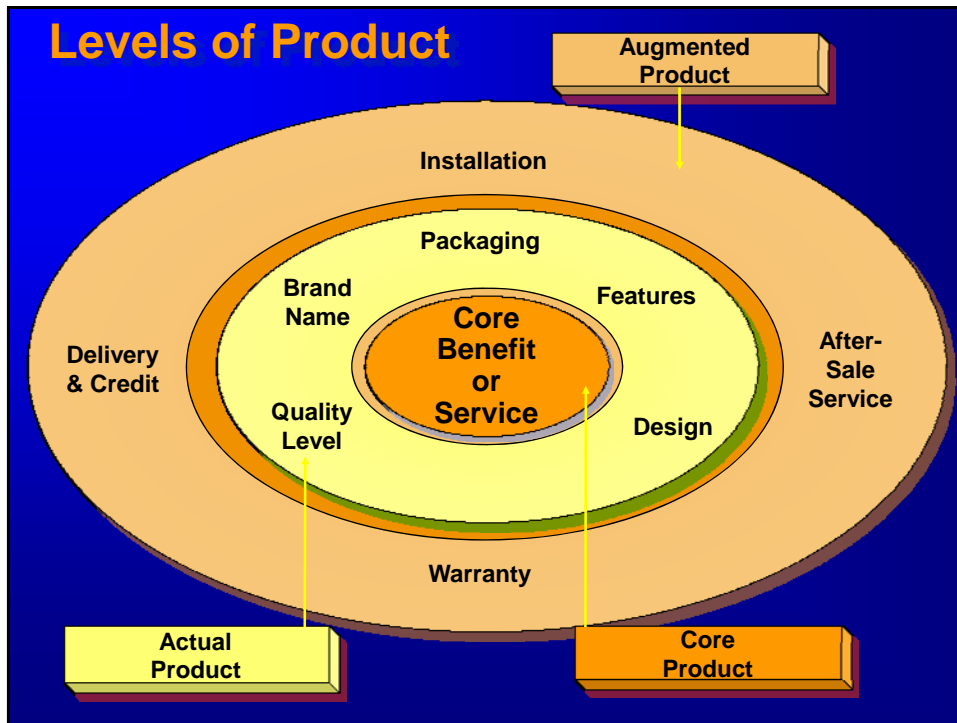 Levels of Product
Augmented
Product
Installation
Packaging
Brand
Name
Features
Core
Benefit
or
Service
Delivery
& Credit
After-
Sale
Service
Quality
Level
Design
Warranty
Actual
Product
Core
Product